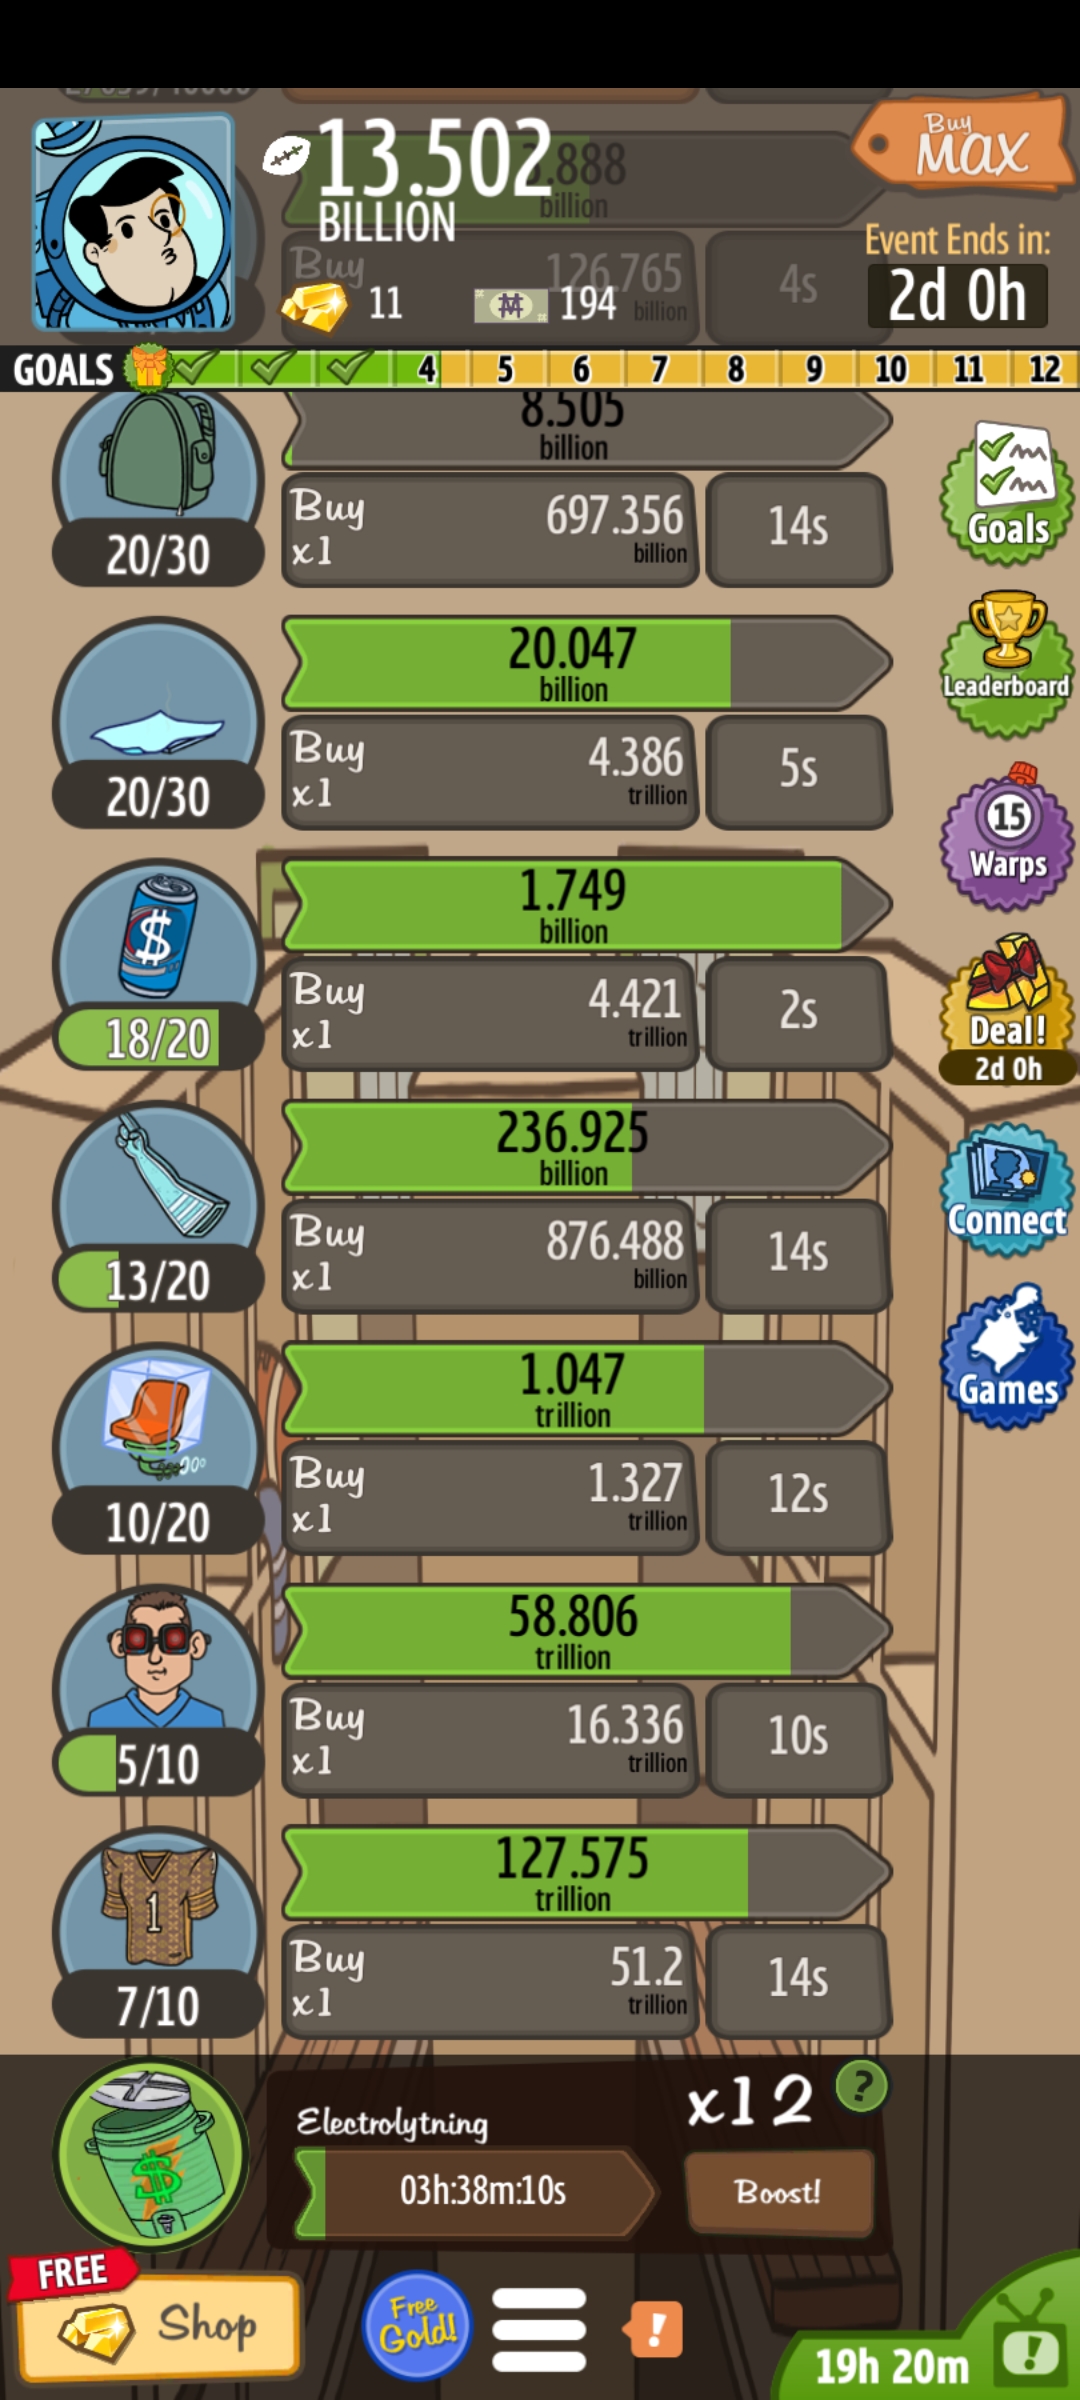 13.502
BILLION
.888
billion
Buy
MAX
Event Ends in:
2d 0h
Buy
126.765
billion
4s
11
194
GOALS
4
5
6
7
8
9
10
11
12
8.505
billion
20/30
Buy
x1
697.356
billion
14s
Goals
20.047
billion
20/30
Buy
x1
4.386
trillion
5s
Leaderboard
15
Warps
1.749
billion
$
18/20
Buy
x1
4.421
trillion
2s
Deal!
2d 0h
236.925
billion
13/20
Buy
x1
876.488
billion
14s
Connect
1.047
trillion
10/20
Buy
x1
1.327
trillion
12s
Games
58.806
trillion
5/10
Buy
x1
16.336
trillion
10s
127.575
trillion
1
7/10
Buy
x1
51.2
trillion
14s
$
Electrolytning
x12
?
03h:38m:10s
Boost!
FREE
Shop
Free
Gold!
!
19h 20m
!